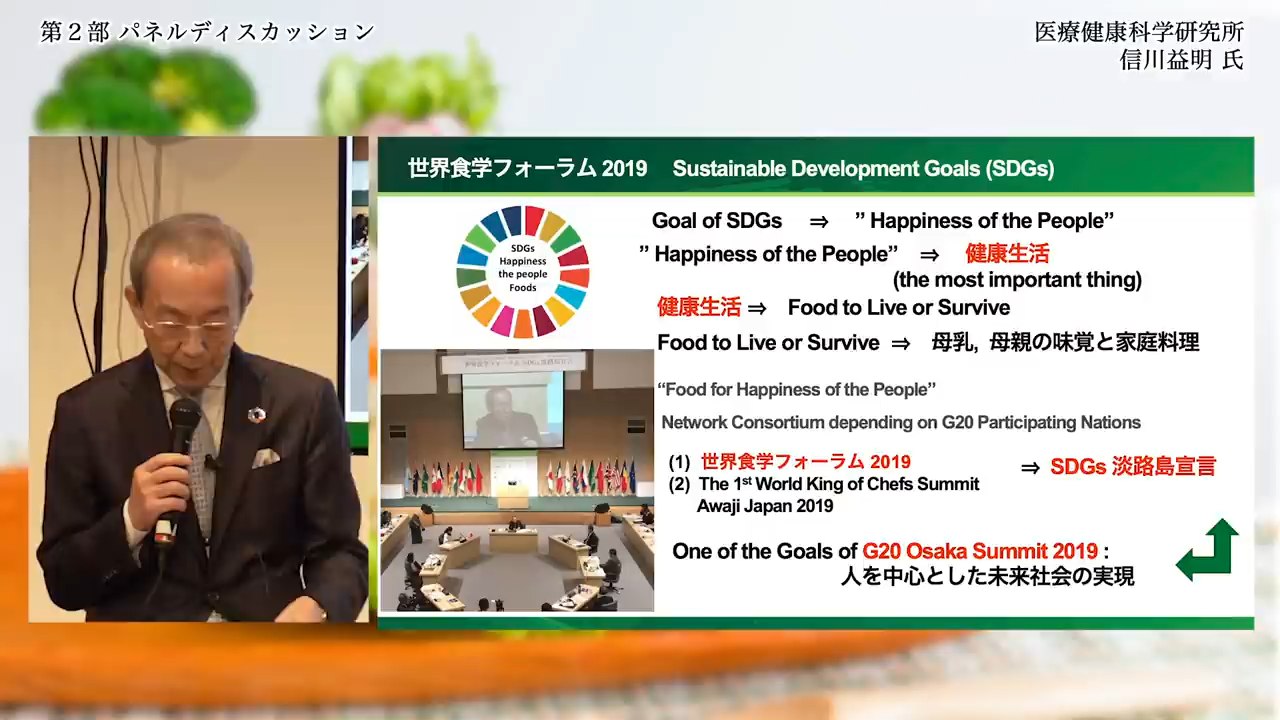 第２部 パネルディスカッション
医療健康科学研究所
信川益明 氏
世界食学フォーラム 2019 Sustainable Development Goals (SDGs)
SDGs
Happiness
the people
Foods
Goal of SDGs ⇒ ” Happiness of the People”
” Happiness of the People” ⇒ 健康生活
(the most important thing)
健康生活 ⇒ Food to Live or Survive
Food to Live or Survive ⇒ 母乳, 母親の味覚と家庭料理
“Food for Happiness of the People”
Network Consortium depending on G20 Participating Nations
(1) 世界食学フォーラム 2019 ⇒ SDGs 淡路島宣言
(2) The 1st World King of Chefs Summit
Awaji Japan 2019
One of the Goals of G20 Osaka Summit 2019 :
人を中心とした未来社会の実現